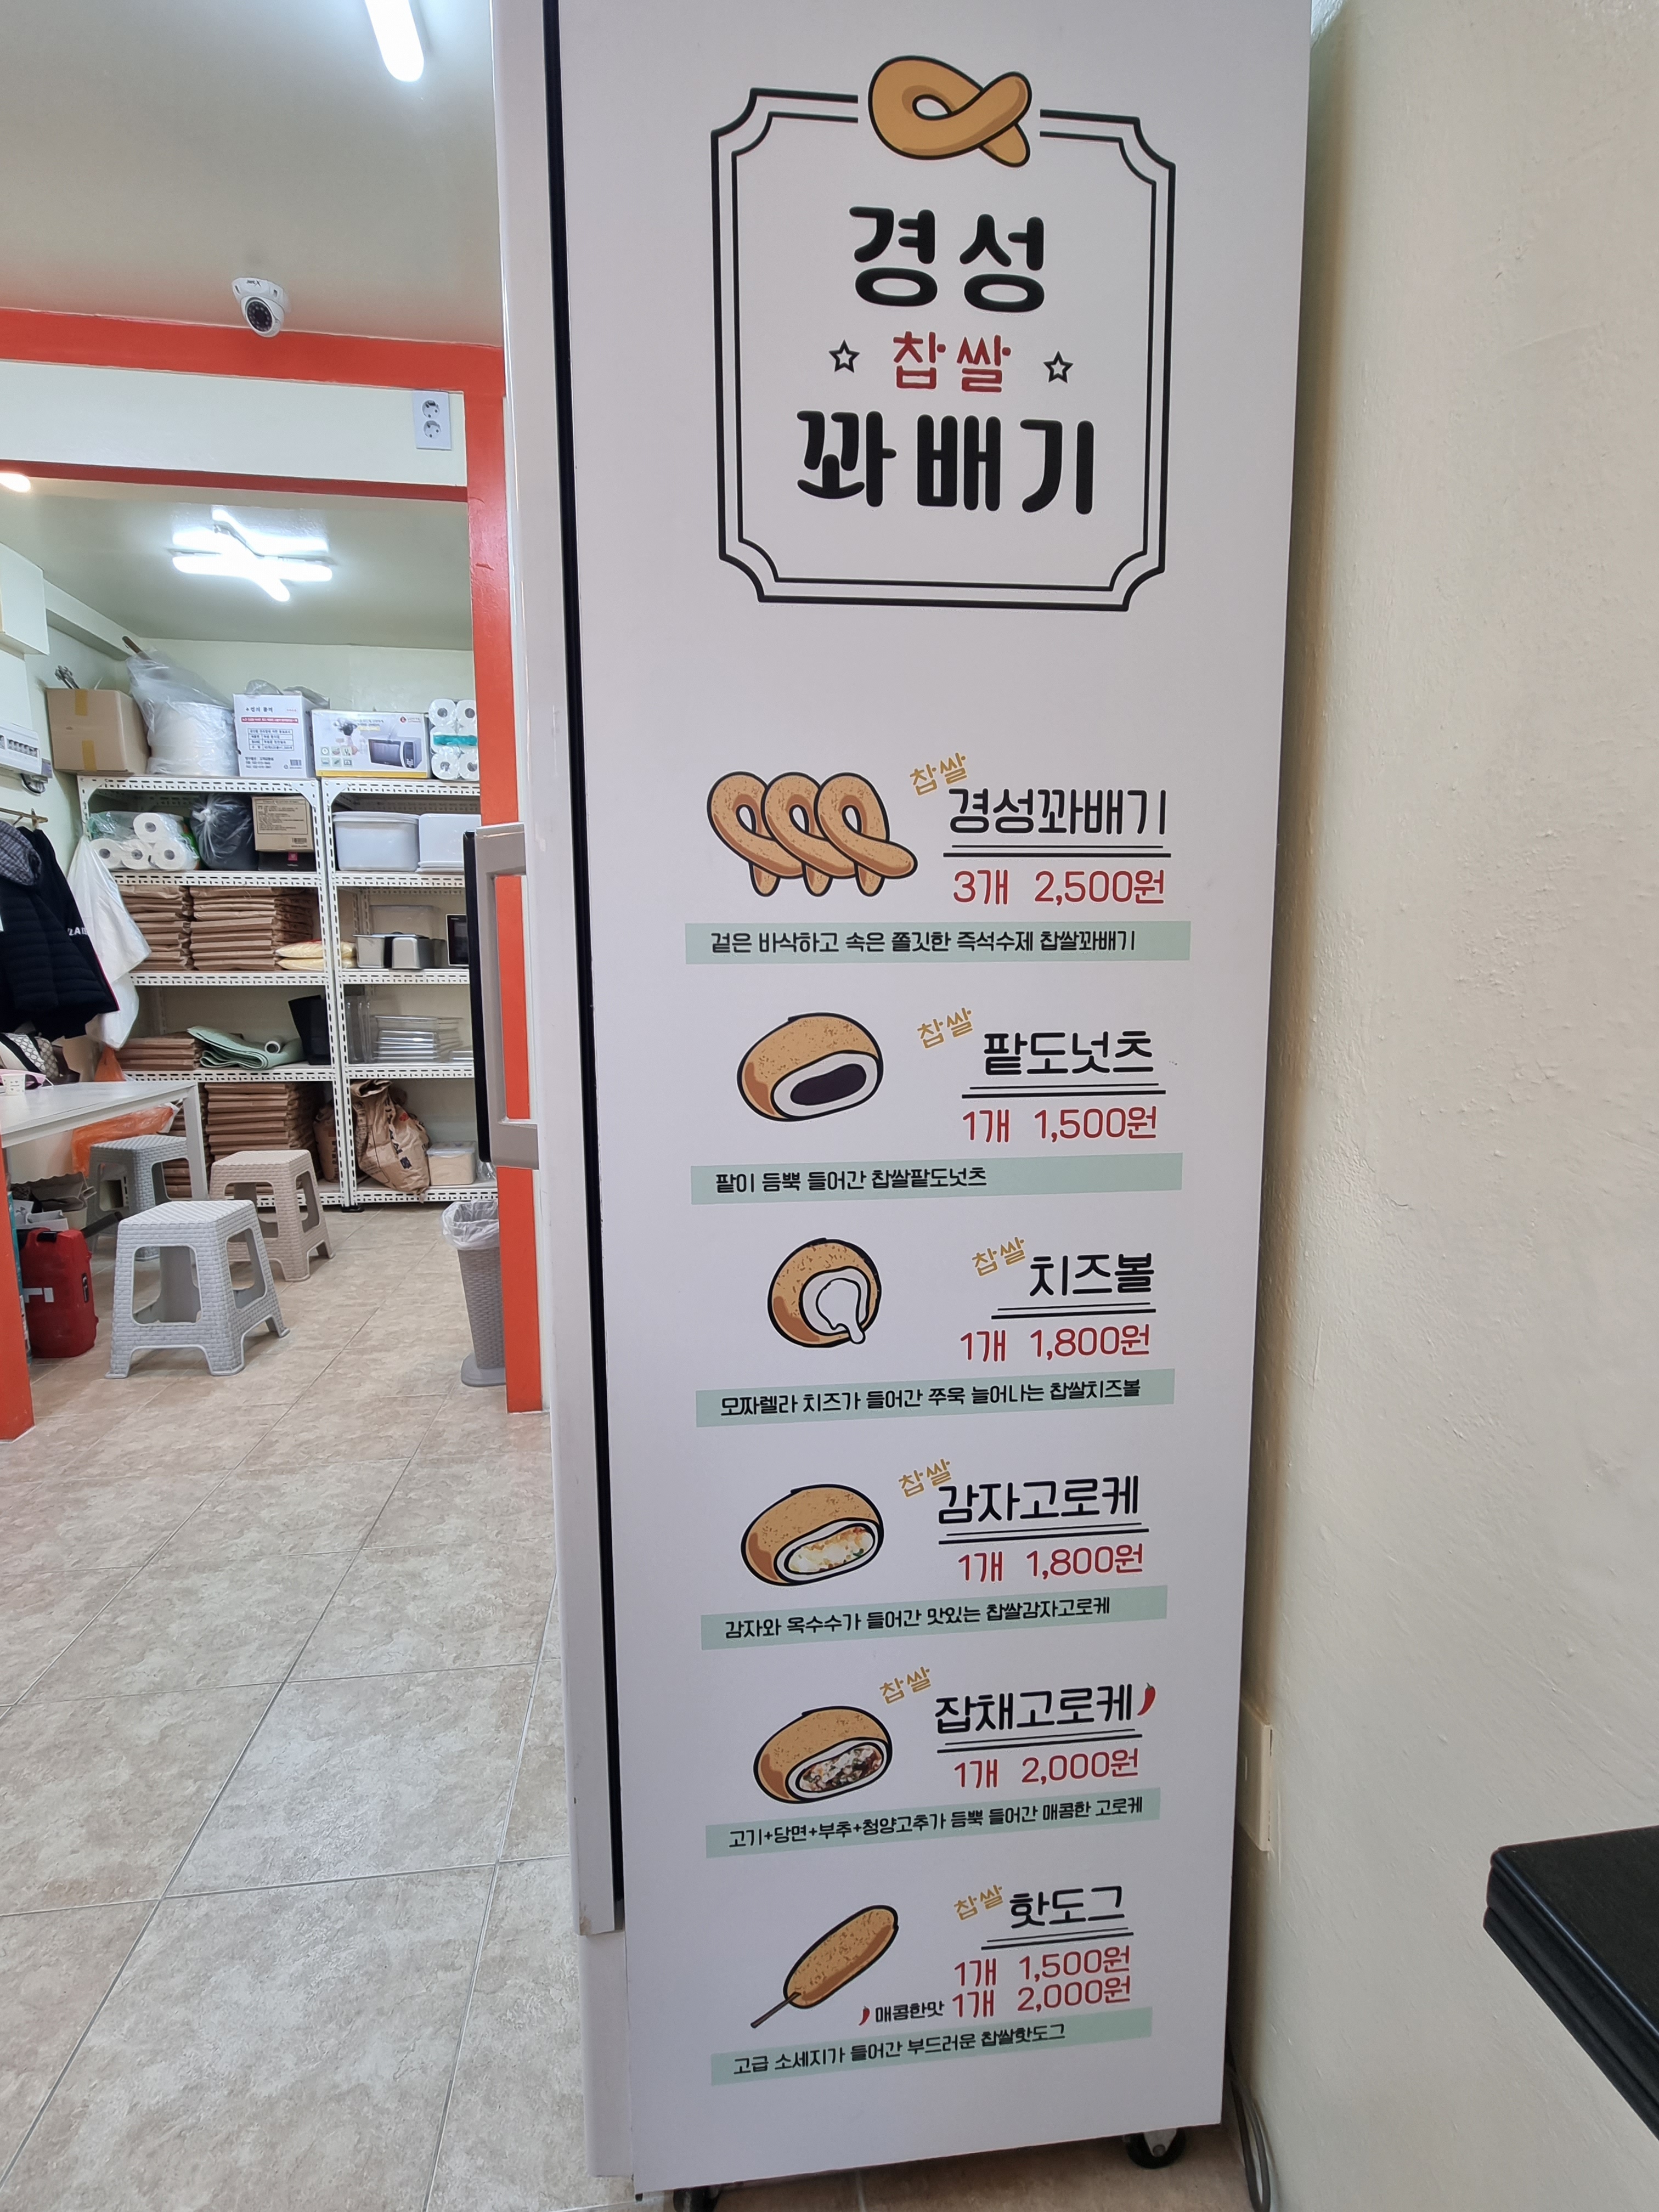 경성
찹쌀
꽈배기
찹쌀
경성꽈배기
3개 2,500원
겉은 바삭하고 속은 쫄깃한 즉석수제 찹쌀꽈배기
찹쌀
팥도넛츠
1개 1,500원
팥이 듬뿍 들어간 찹쌀팥도넛츠
찹쌀
치즈볼
1개 1,800원
모짜렐라 치즈가 들어간 쭈욱 늘어나는 찹쌀치즈볼
찹쌀
감자고로케
1개 1,800원
감자와 옥수수가 들어간 맛있는 찹쌀감자고로케
찹쌀
잡채고로케
1개 2,000원
고기+당면+부추+청양고추가 듬뿍 들어간 매콤한 고로케
찹쌀
핫도그
1개 1,500원
매콤한맛 1개 2,000원
고급 소세지가 들어간 부드러운 찹쌀핫도그